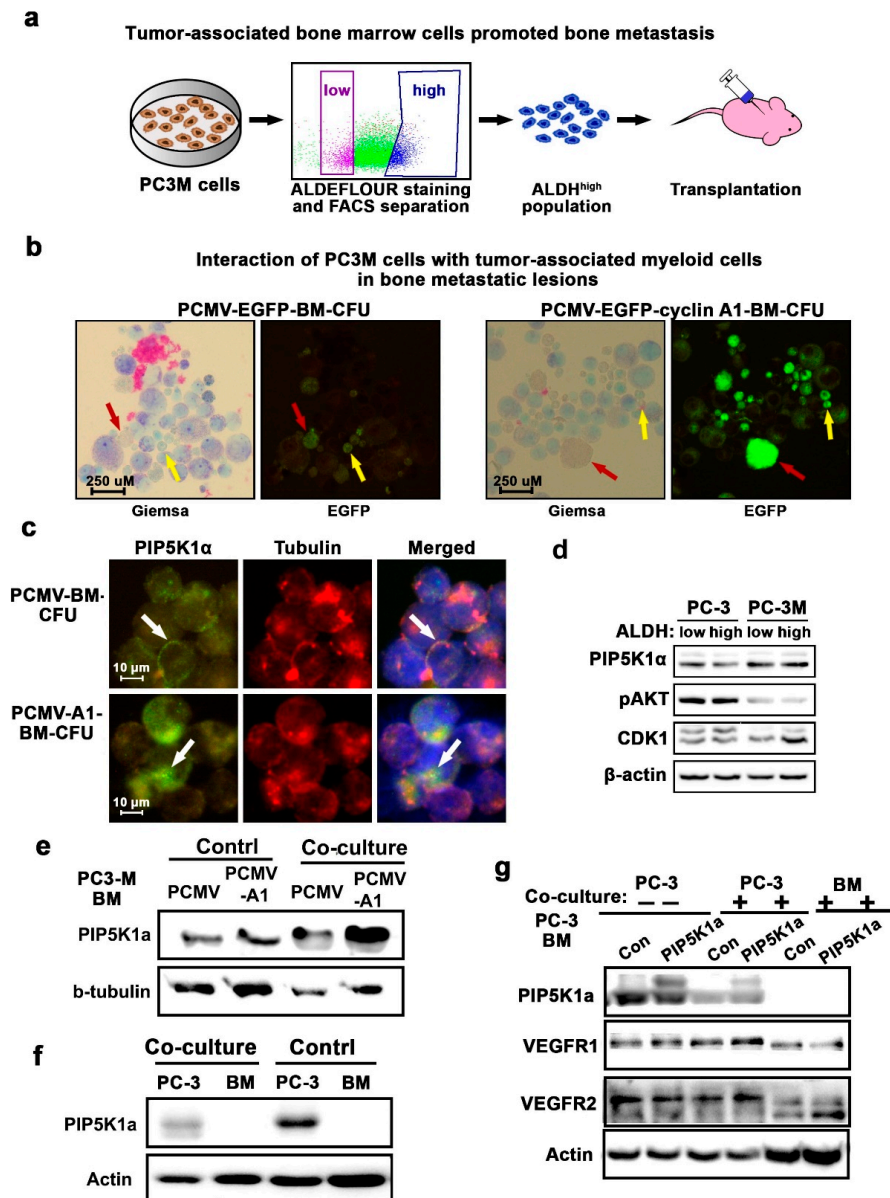 a
Tumor-associated bone marrow cells promoted bone metastasis
low
high
PC3M cells
ALDEFLOUR staining
and FACS separation
ALDHhigh
population
Transplantation
b
Interaction of PC3M cells with tumor-associated myeloid cells
in bone metastatic lesions
PCMV-EGFP-BM-CFU
PCMV-EGFP-cyclin A1-BM-CFU
250 uM
250 uM
Giemsa
EGFP
Giemsa
EGFP
c
PIP5K1α
Tubulin
Merged
PCMV-BM-
CFU
10 µm
PCMV-A1-
BM-CFU
10 µm
d
PC-3 PC-3M
ALDH: low high low high
PIP5K1α
pAKT
CDK1
β-actin
e
Contrl Co-culture
PC3-M
BM
PCMV PCMV
-A1
PCMV PCMV
-A1
PIP5K1a
b-tubulin
f
Co-culture Contrl
PC-3 BM PC-3 BM
PIP5K1a
Actin
g
PC-3 PC-3 BM
Co-culture: – – + + + +
PC-3
BM
Con PIP5K1a Con PIP5K1a Con PIP5K1a
PIP5K1a
VEGFR1
VEGFR2
Actin